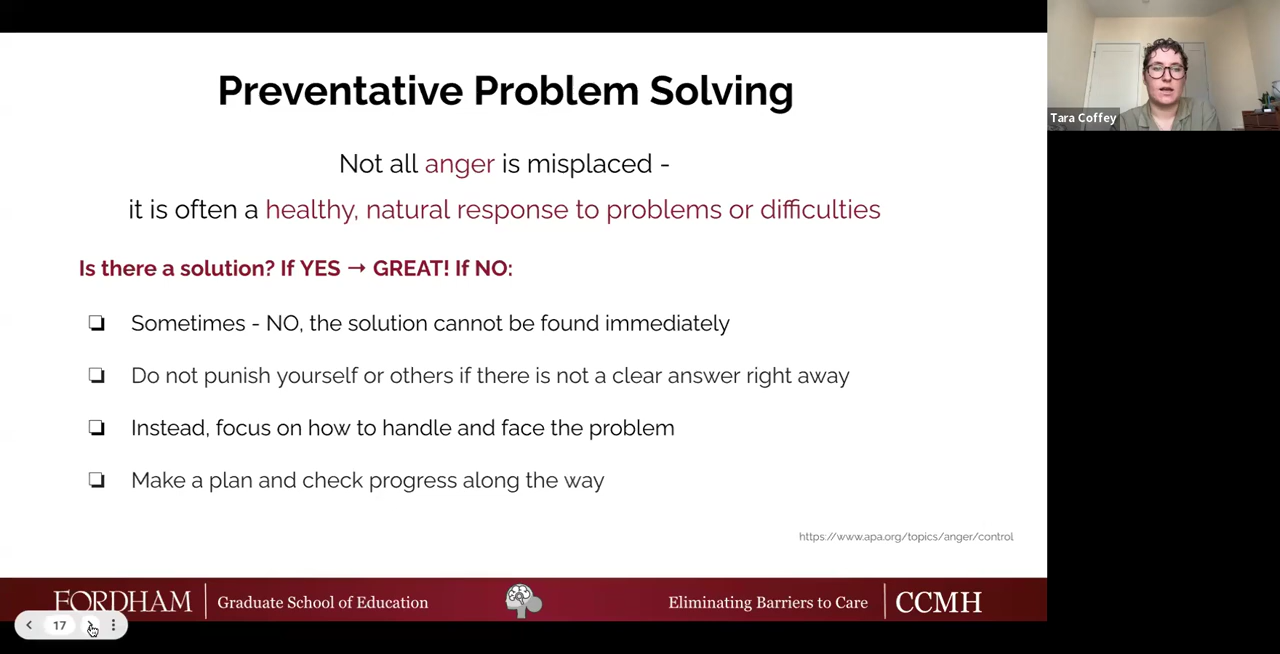 Preventative Problem Solving
Not all anger is misplaced -
it is often a healthy, natural response to problems or difficulties
Is there a solution? If YES → GREAT! If NO:
❏ Sometimes - NO, the solution cannot be found immediately
❏ Do not punish yourself or others if there is not a clear answer right away
❏ Instead, focus on how to handle and face the problem
❏ Make a plan and check progress along the way
https://www.apa.org/topics/anger/control
FORDHAM
Graduate School of Education
Eliminating Barriers to Care
CCMH
17
Tara Coffey